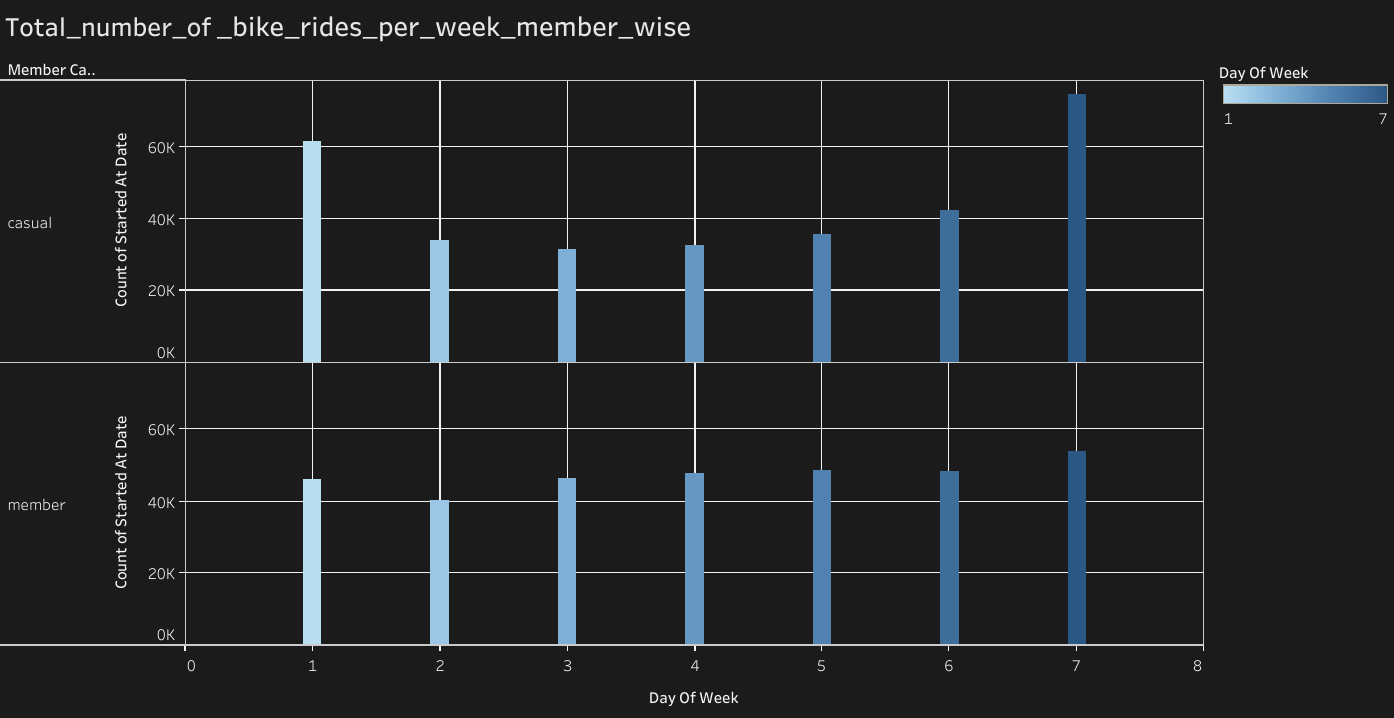 Total_number_of _bike_rides_per_week_member_wise
Member Ca..
Day Of Week
1 7
casual
Count of Started At Date
60K
40K
20K
0K
member
Count of Started At Date
60K
40K
20K
0K
0 1 2 3 4 5 6 7 8
Day Of Week